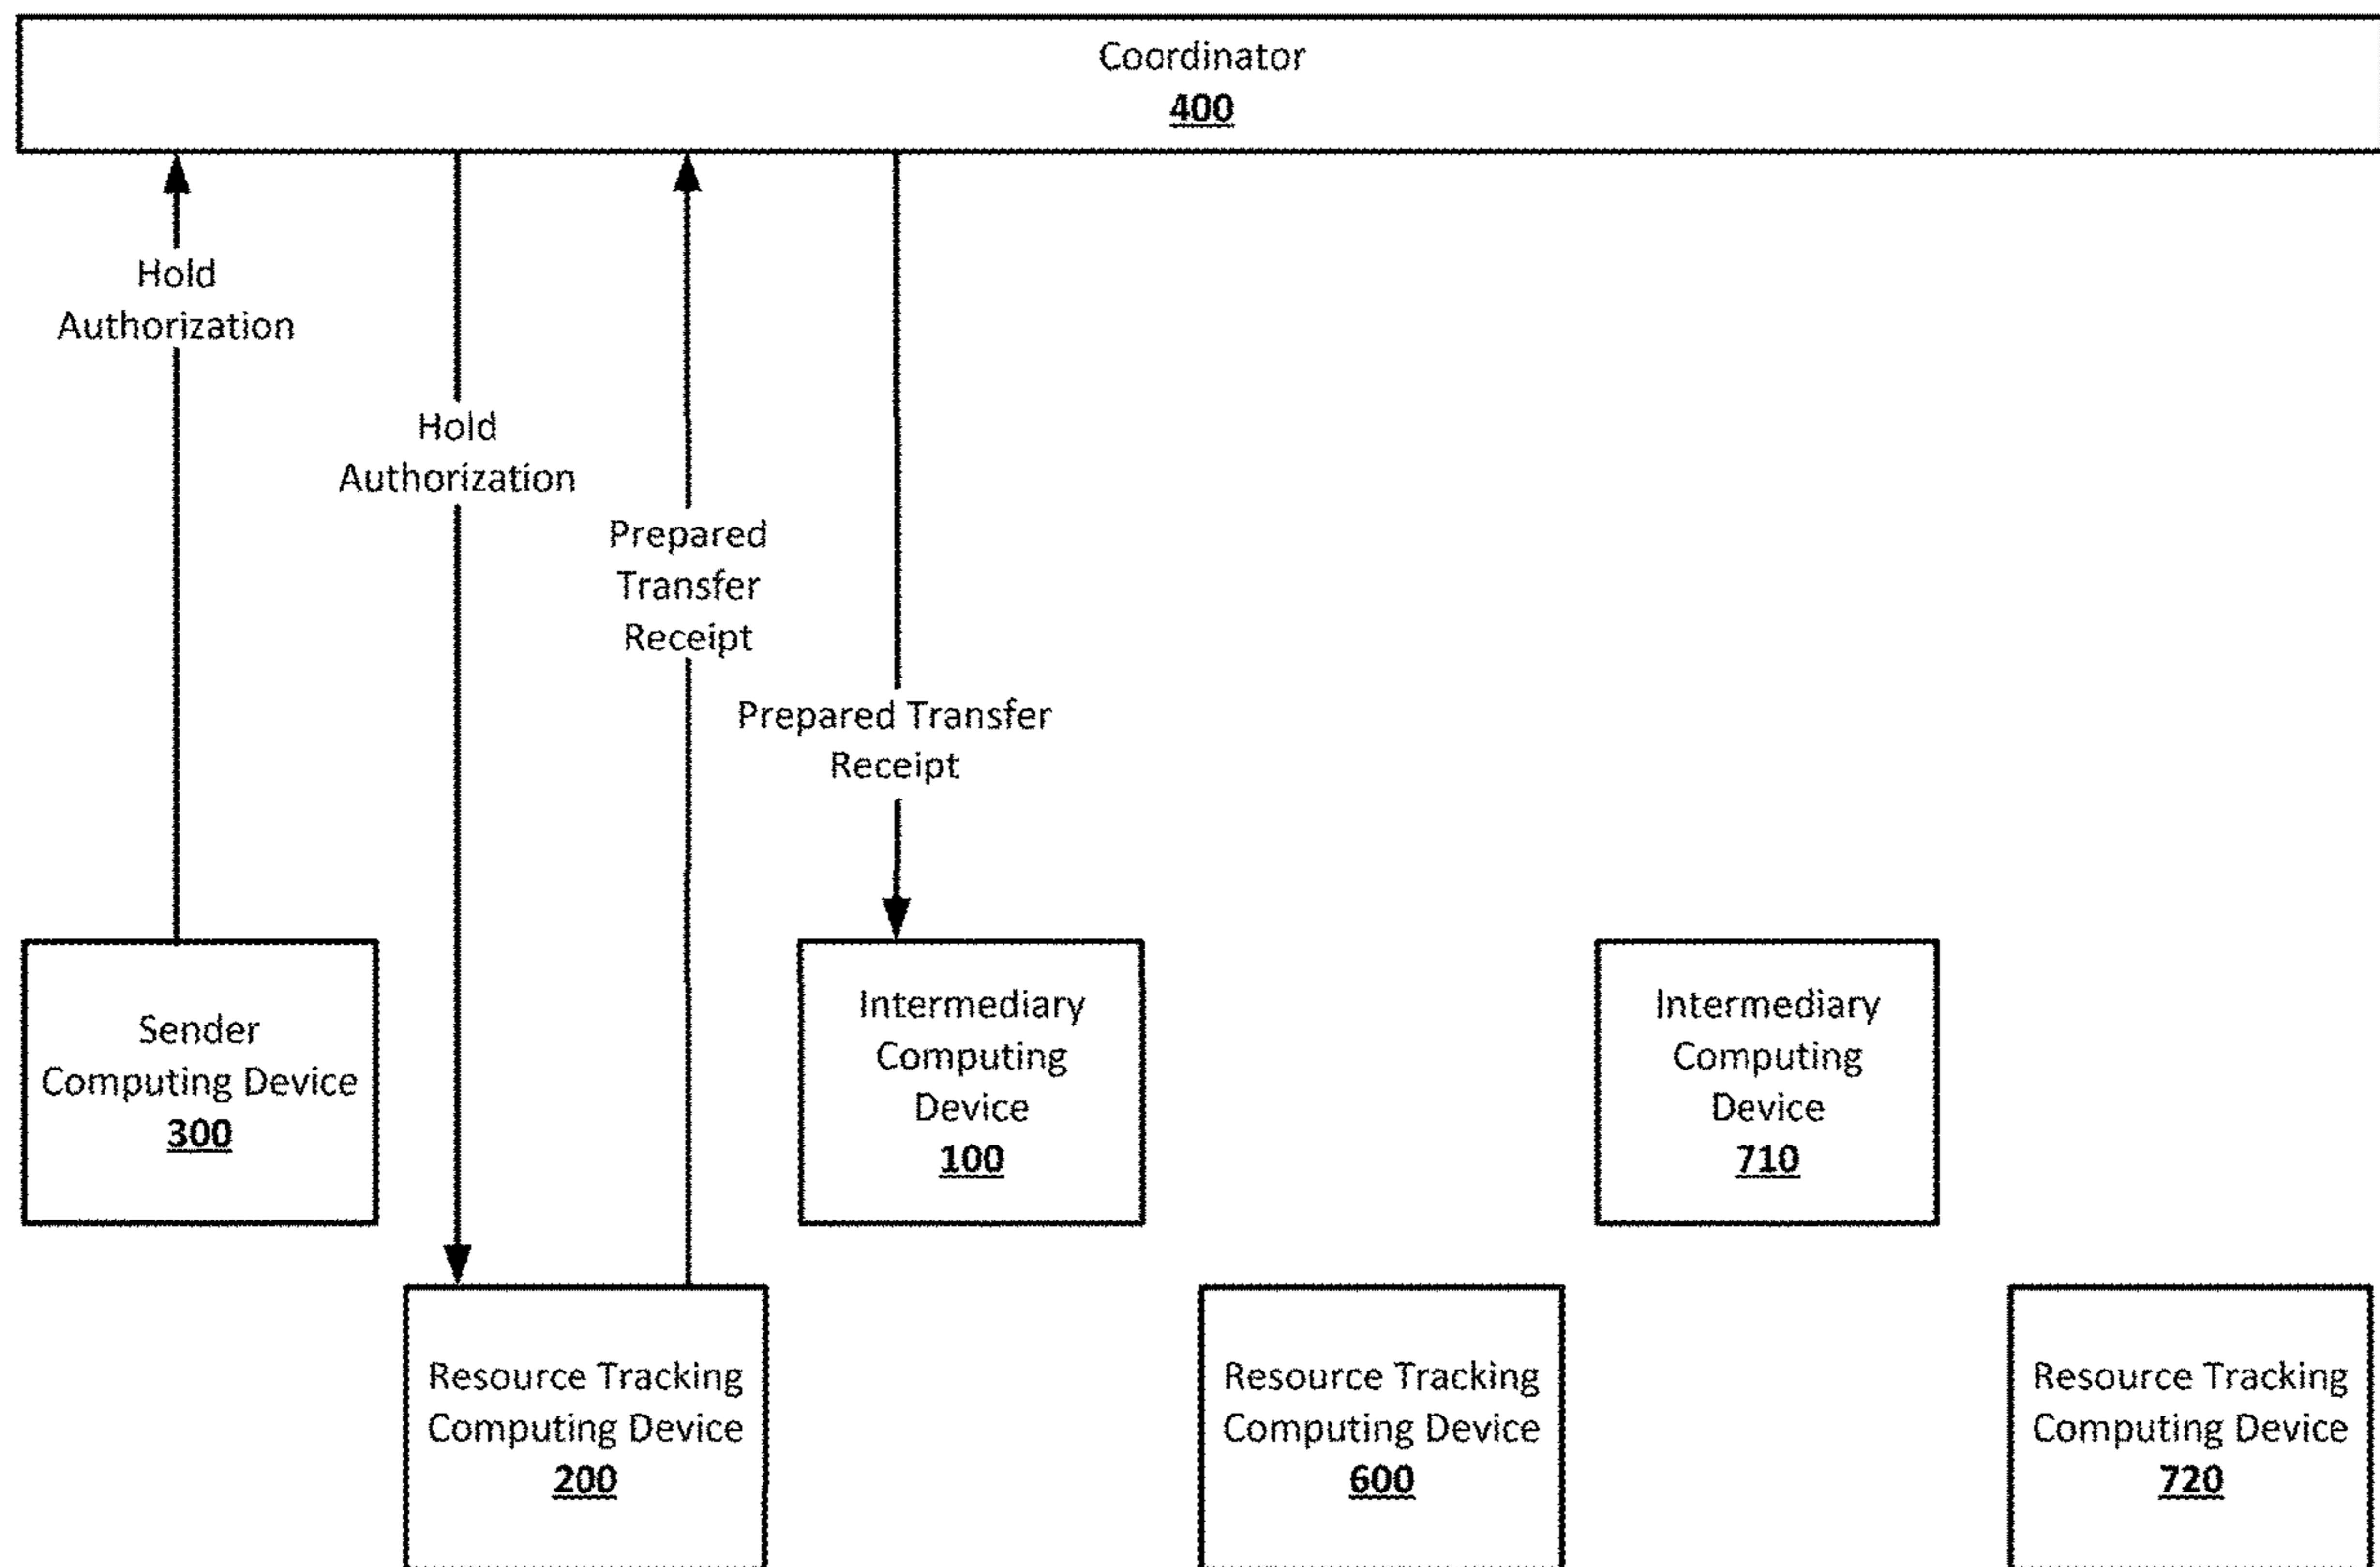 Coordinator
400
Hold
Authorization
Hold
Authorization
Prepared
Transfer
Receipt
Prepared Transfer
Receipt
Sender
Computing Device
300
Intermediary
Computing
Device
100
Intermediary
Computing
Device
710
Resource Tracking
Computing Device
200
Resource Tracking
Computing Device
600
Resource Tracking
Computing Device
720